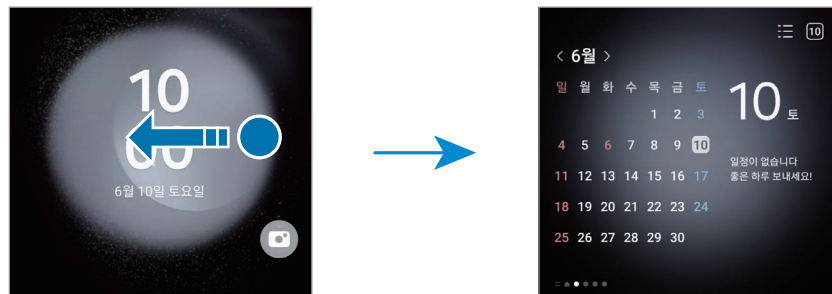 10
00
6월 10일 토요일
10
< 6월 >
일 월 화 수 목 금 토
1 2 3
4 5 6 7 8 9 10
11 12 13 14 15 16 17
18 19 20 21 22 23 24
25 26 27 28 29 30
10 토
일정이 없습니다
좋은 하루 보내세요!